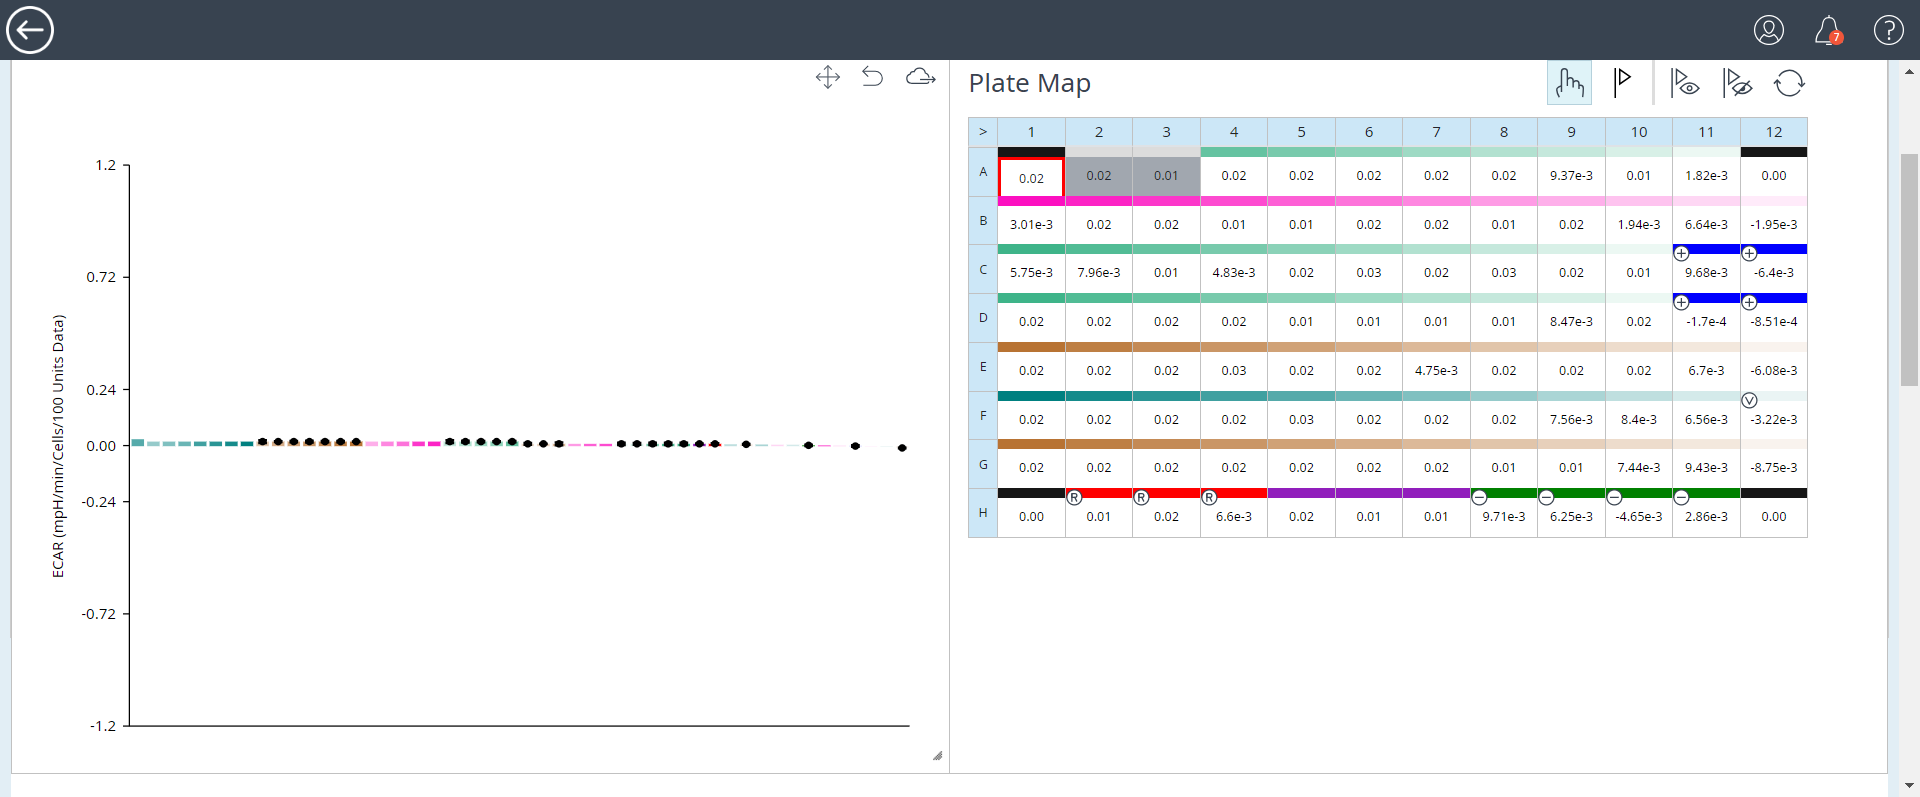 7 ?
Plate Map
1.2
0.72
0.24
0.00
-0.24
-0.72
-1.2
ECAR (mpH/min/Cells/100 Units Data)
> 1 2 3 4 5 6 7 8 9 10 11 12
A 0.02 0.02 0.01 0.02 0.02 0.02 0.02 0.02 9.37e-3 0.01 1.82e-3 0.00
B 3.01e-3 0.02 0.02 0.01 0.01 0.02 0.02 0.01 0.02 1.94e-3 6.64e-3 -1.95e-3
+ +
C 5.75e-3 7.96e-3 0.01 4.83e-3 0.02 0.03 0.02 0.03 0.02 0.01 9.68e-3 -6.4e-3
+ +
D 0.02 0.02 0.02 0.02 0.01 0.01 0.01 0.01 8.47e-3 0.02 -1.7e-4 -8.51e-4
E 0.02 0.02 0.02 0.03 0.02 0.02 4.75e-3 0.02 0.02 0.02 6.7e-3 -6.08e-3
V
F 0.02 0.02 0.02 0.02 0.03 0.02 0.02 0.02 7.56e-3 8.4e-3 6.56e-3 -3.22e-3
G 0.02 0.02 0.02 0.02 0.02 0.02 0.02 0.01 0.01 7.44e-3 9.43e-3 -8.75e-3
R R R − − − −
H 0.00 0.01 0.02 6.6e-3 0.02 0.01 0.01 9.71e-3 6.25e-3 -4.65e-3 2.86e-3 0.00